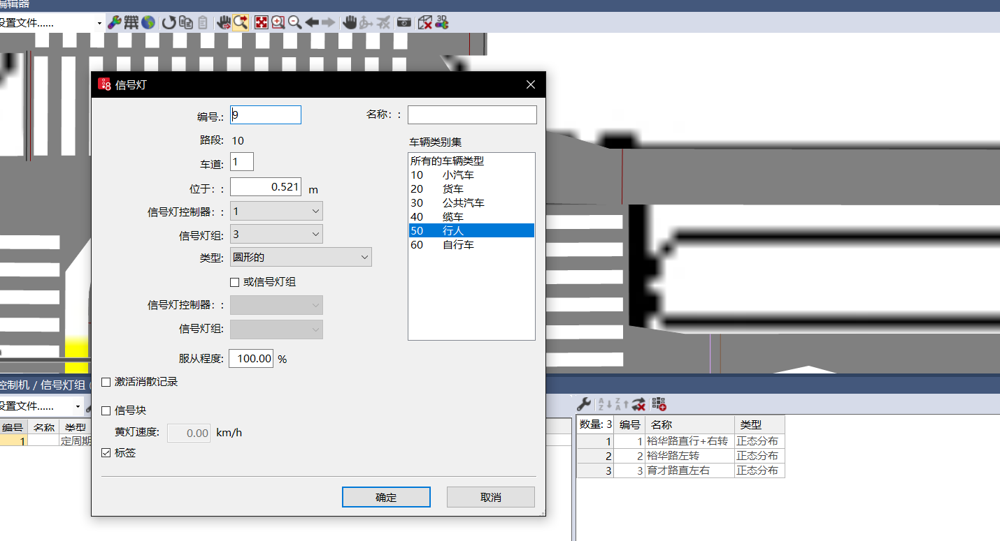 编辑器
设置文件......
3D
8 信号灯
编号.: 9
名称: :
路段: 10
车辆类别集
车道: 1
所有的车辆类型
10 小汽车
20 货车
30 公共汽车
40 缆车
50 行人
60 自行车
位于: : 0.521 m
信号灯控制器: : 1
信号灯组: 3
类型: 圆形的
或信号灯组
信号灯控制器: :
信号灯组:
服从程度: 100.00 %
激活消散记录
信号块
黄灯速度: 0.00 km/h
标签
确定
取消
控制机 / 信号灯组 (
设置文件......
编号 名称 类型
1 定周期
数量: 3 编号 名称 类型
1 1 裕华路直行+右转 正态分布
2 2 裕华路左转 正态分布
3 3 育才路直左右 正态分布